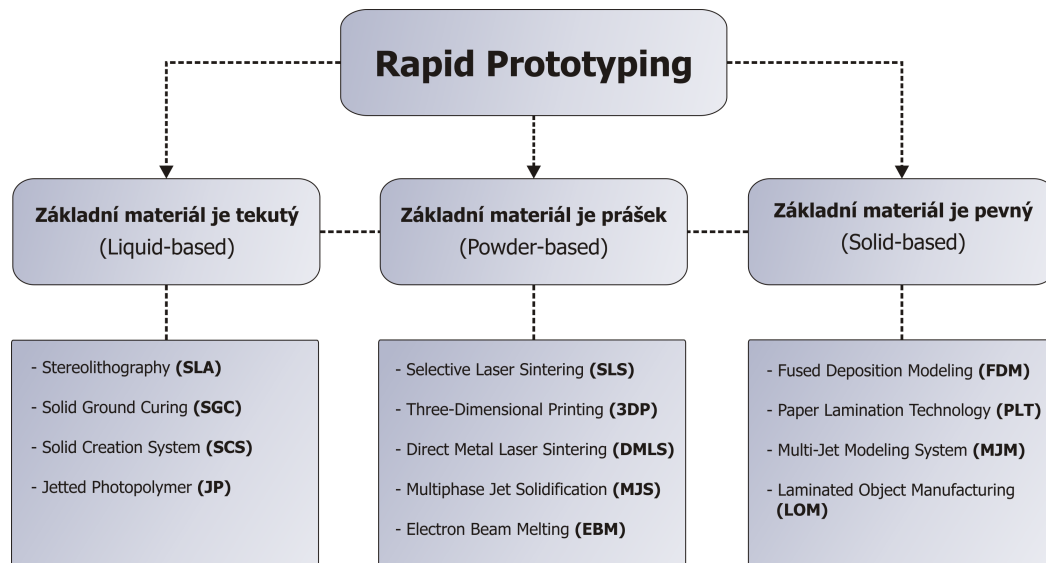 Rapid Prototyping
Základní materiál je tekutý
(Liquid-based)
Základní materiál je prášek
(Powder-based)
Základní materiál je pevný
(Solid-based)
- Stereolithography (SLA)
- Solid Ground Curing (SGC)
- Solid Creation System (SCS)
- Jetted Photopolymer (JP)
- Selective Laser Sintering (SLS)
- Three-Dimensional Printing (3DP)
- Direct Metal Laser Sintering (DMLS)
- Multiphase Jet Solidification (MJS)
- Electron Beam Melting (EBM)
- Fused Deposition Modeling (FDM)
- Paper Lamination Technology (PLT)
- Multi-Jet Modeling System (MJM)
- Laminated Object Manufacturing
(LOM)